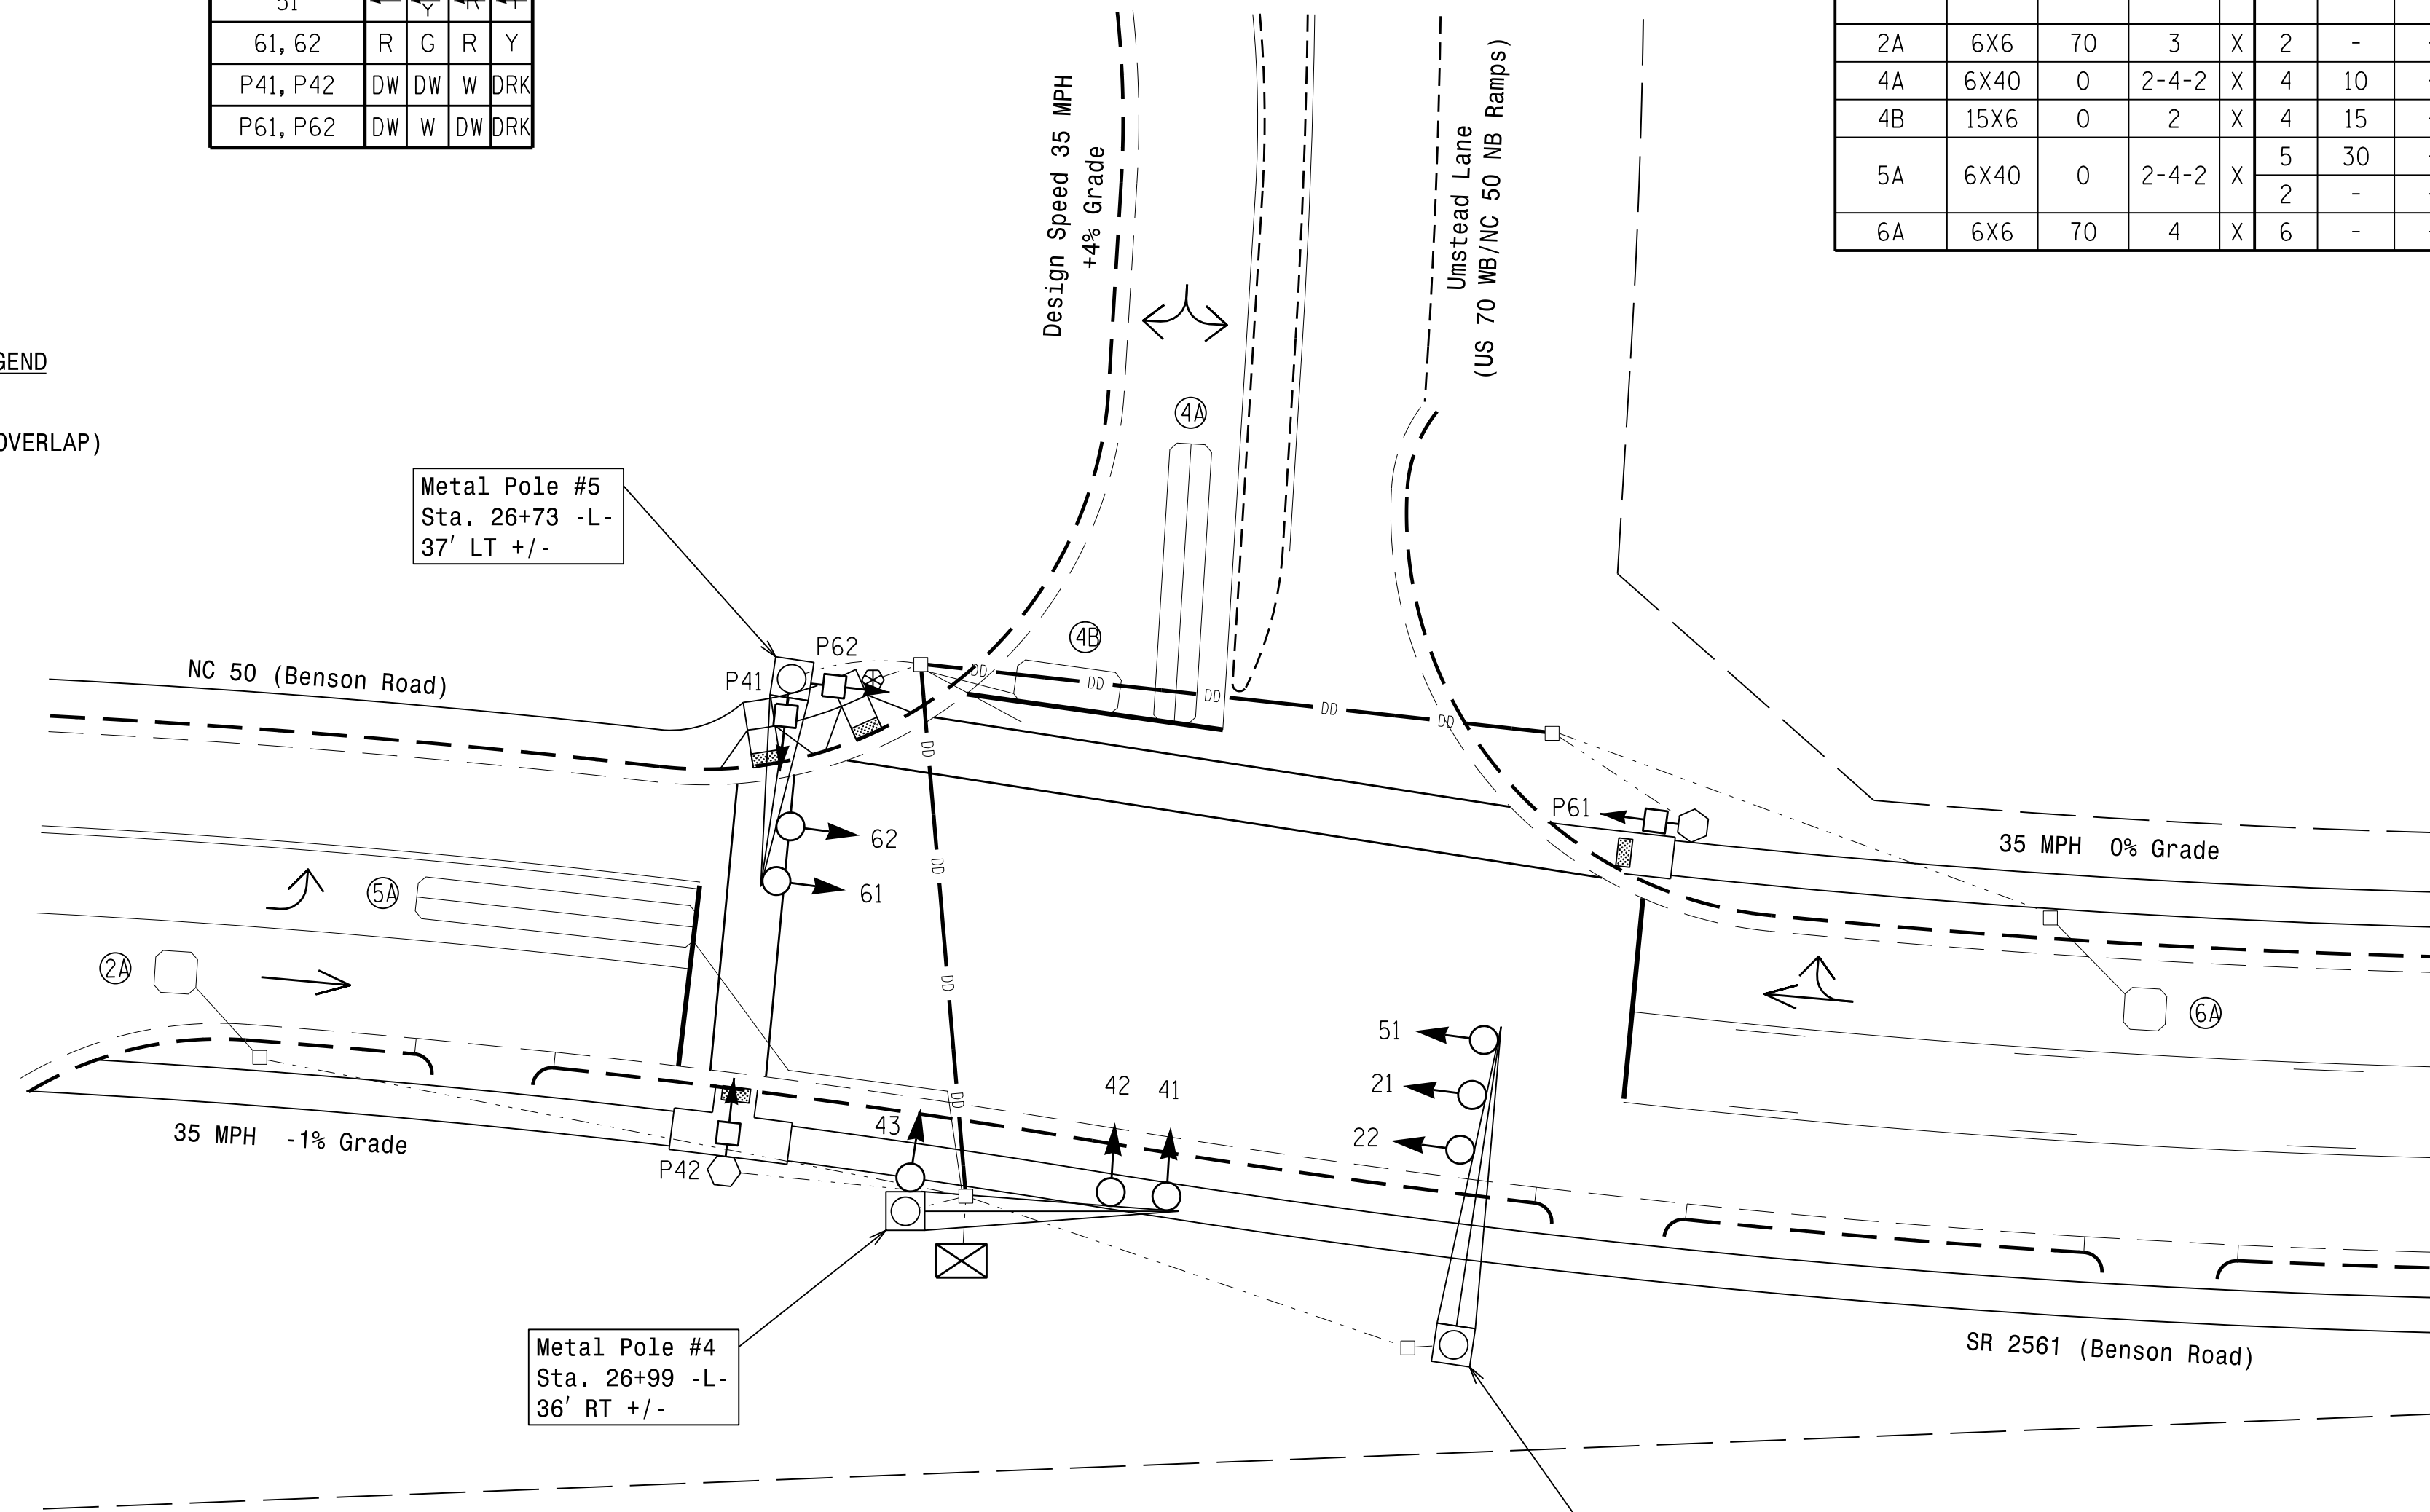 51
Y R Y
61, 62 R G R Y
P41, P42 DW DW W DRK
P61, P62 DW W DW DRK
2A 6X6 70 3 X 2 -
4A 6X40 0 2-4-2 X 4 10
4B 15X6 0 2 X 4 15
5A 6X40 0 2-4-2 X 5 30
2 -
6A 6X6 70 4 X 6 -
Design Speed 35 MPH
+4% Grade
Umstead Lane
(US 70 WB/NC 50 NB Ramps)
GEND
OVERLAP)
4A
Metal Pole #5
Sta. 26+73 -L-
37' LT +/-
4B
P62
P41
NC 50 (Benson Road)
DD
DD
DD
DD
DD
DD
DD
DD
DD
P61
35 MPH 0% Grade
62
61
5A
2A
6A
51
21
22
42
41
43
35 MPH -1% Grade
P42
Metal Pole #4
Sta. 26+99 -L-
36' RT +/-
SR 2561 (Benson Road)